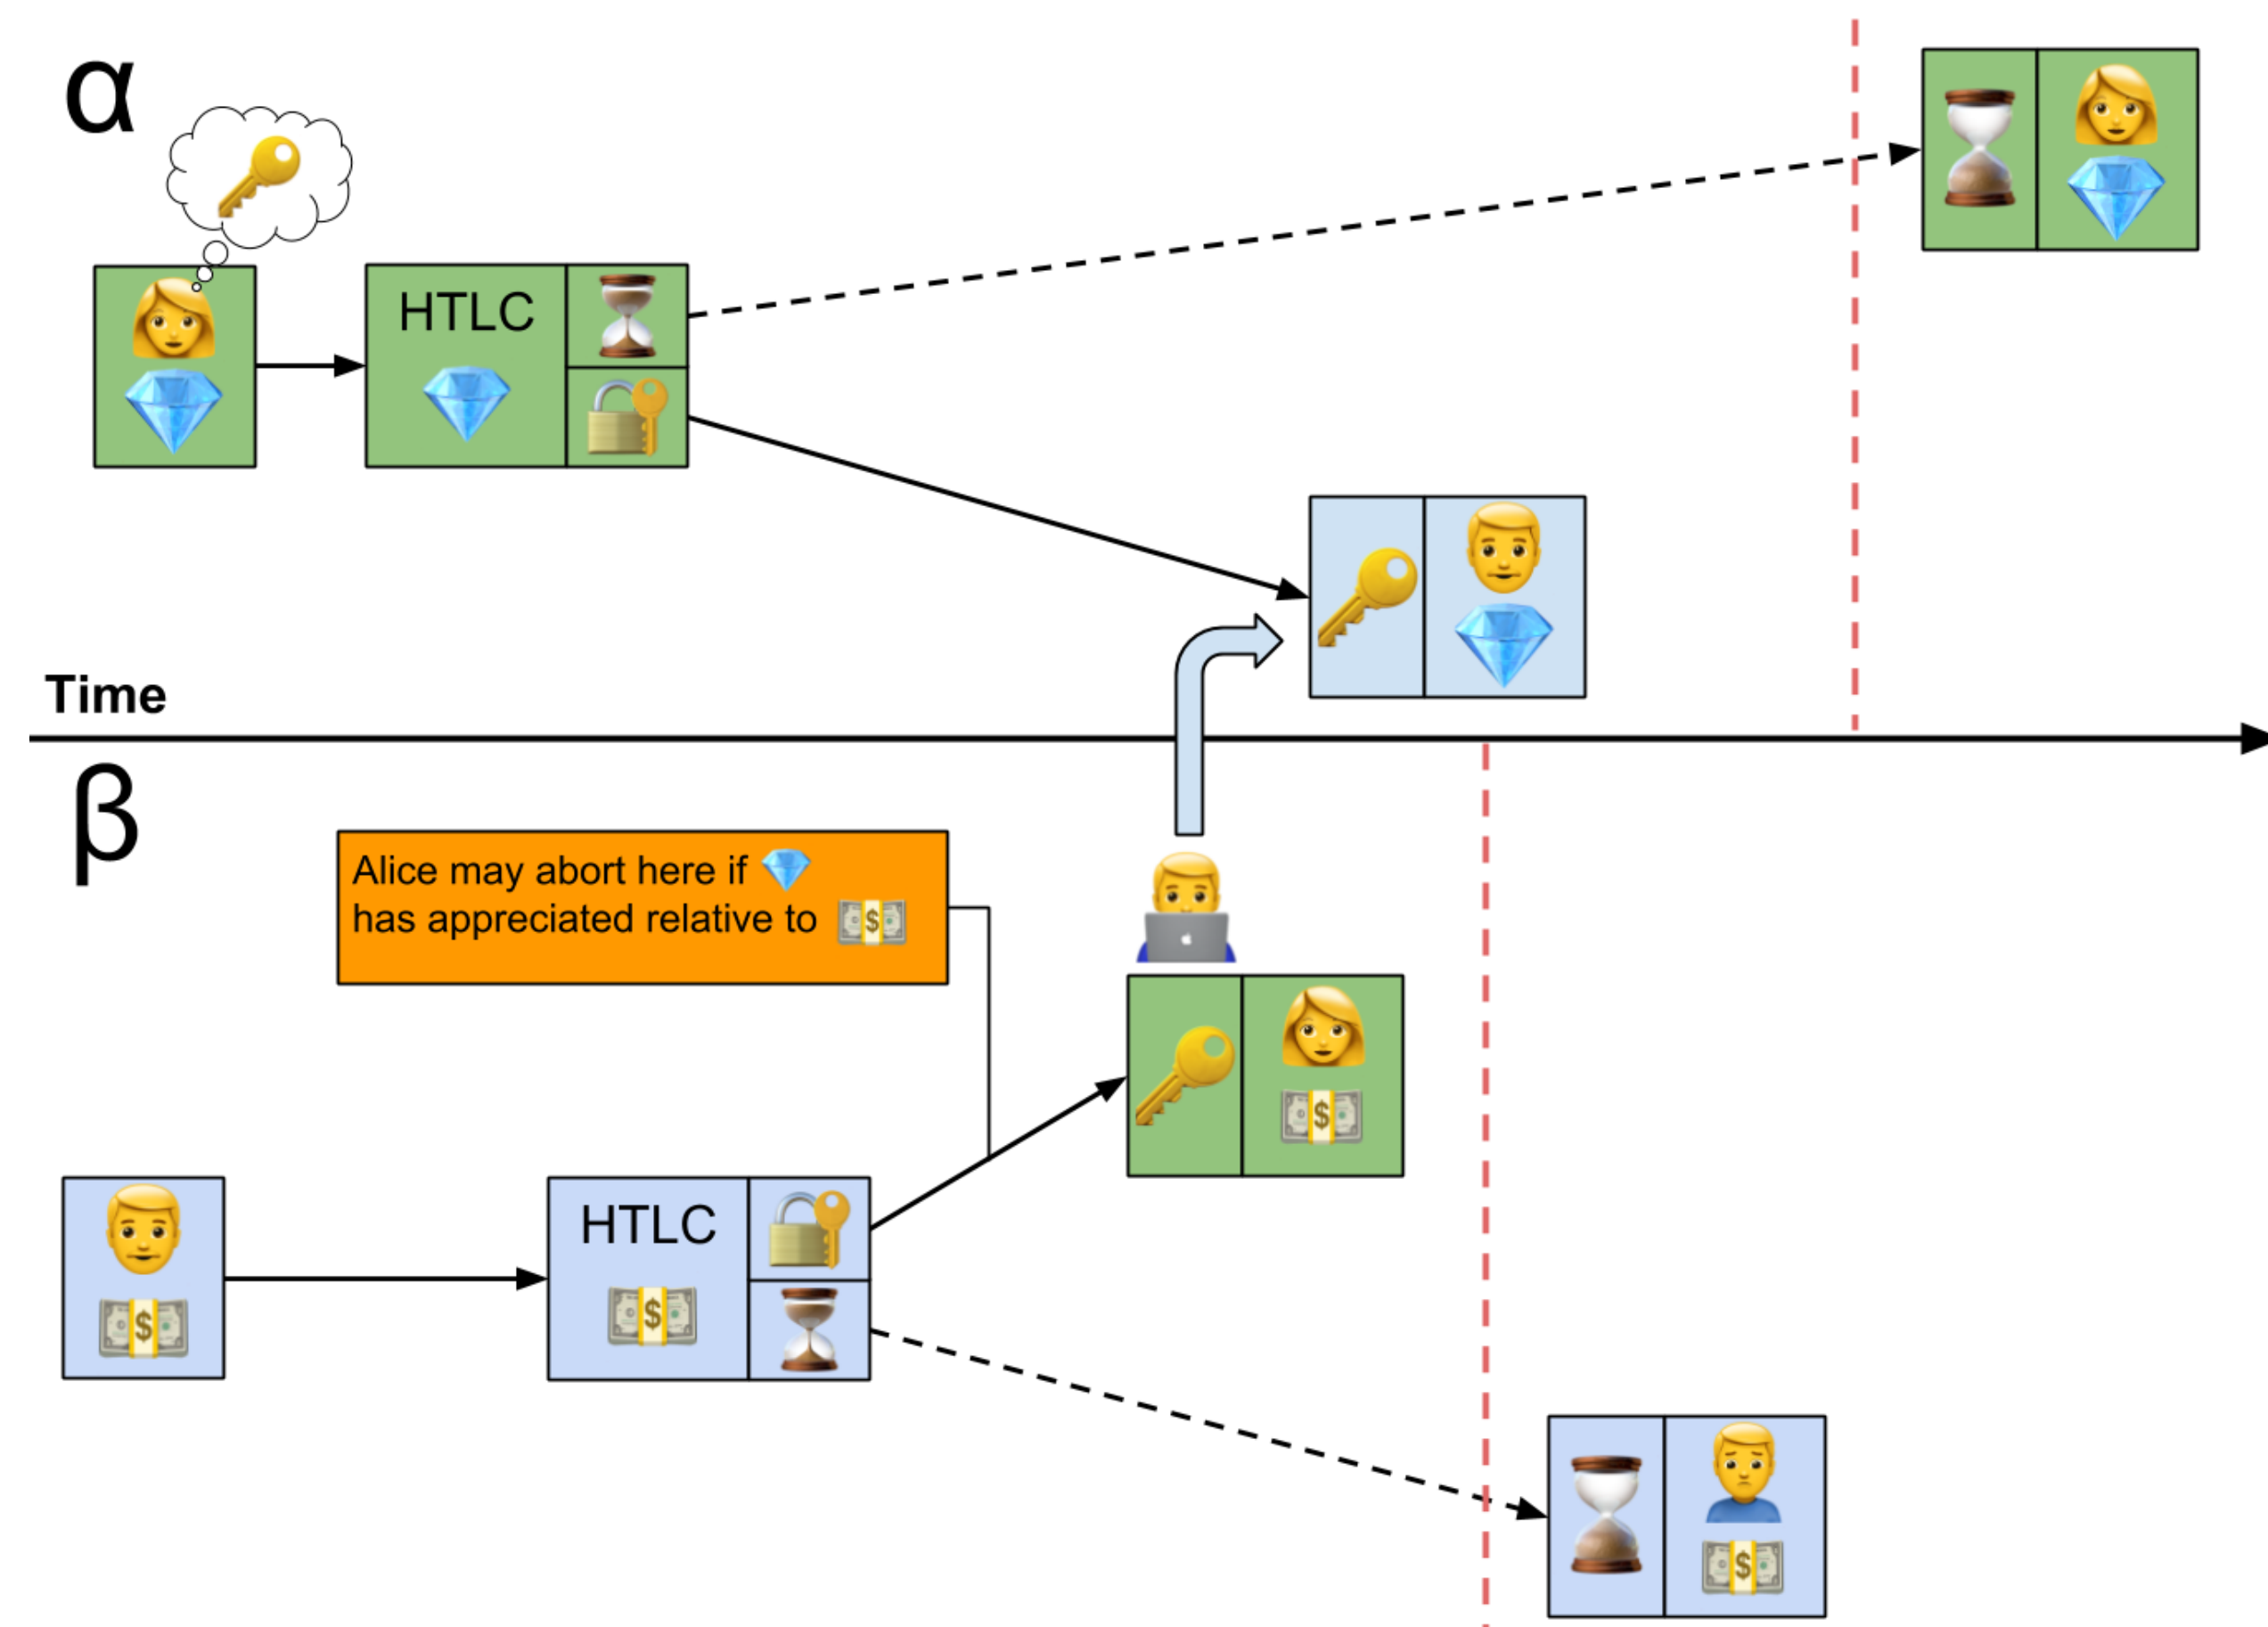 α
HTLC
Time
β
Alice may abort here if
has appreciated relative to
HTLC